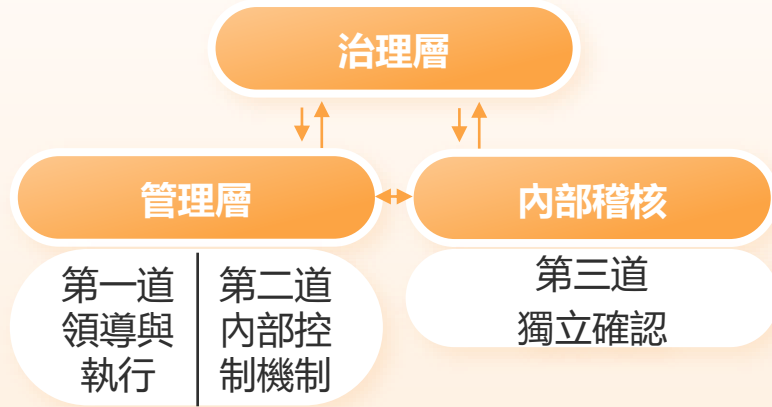 治理層
管理層
內部稽核
第一道
領導與
執行
第二道
內部控
制機制
第三道
獨立確認